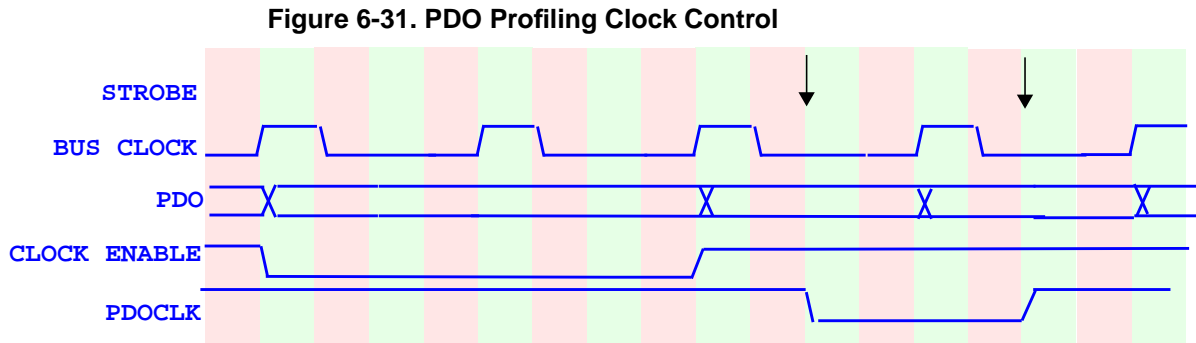 Figure 6-31. PDO Profiling Clock Control
STROBE
BUS CLOCK
PDO
CLOCK ENABLE
PDOCLK